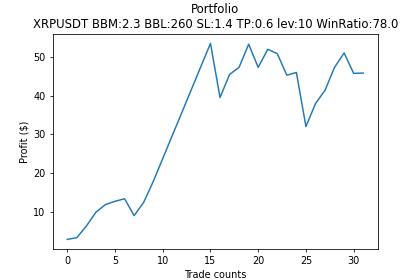 Portfolio
XRPUSDT BBM:2.3 BBL:260 SL:1.4 TP:0.6 lev:10 WinRatio:78.0
50
40
30
20
10
Profit ($)
0 5 10 15 20 25 30
Trade counts